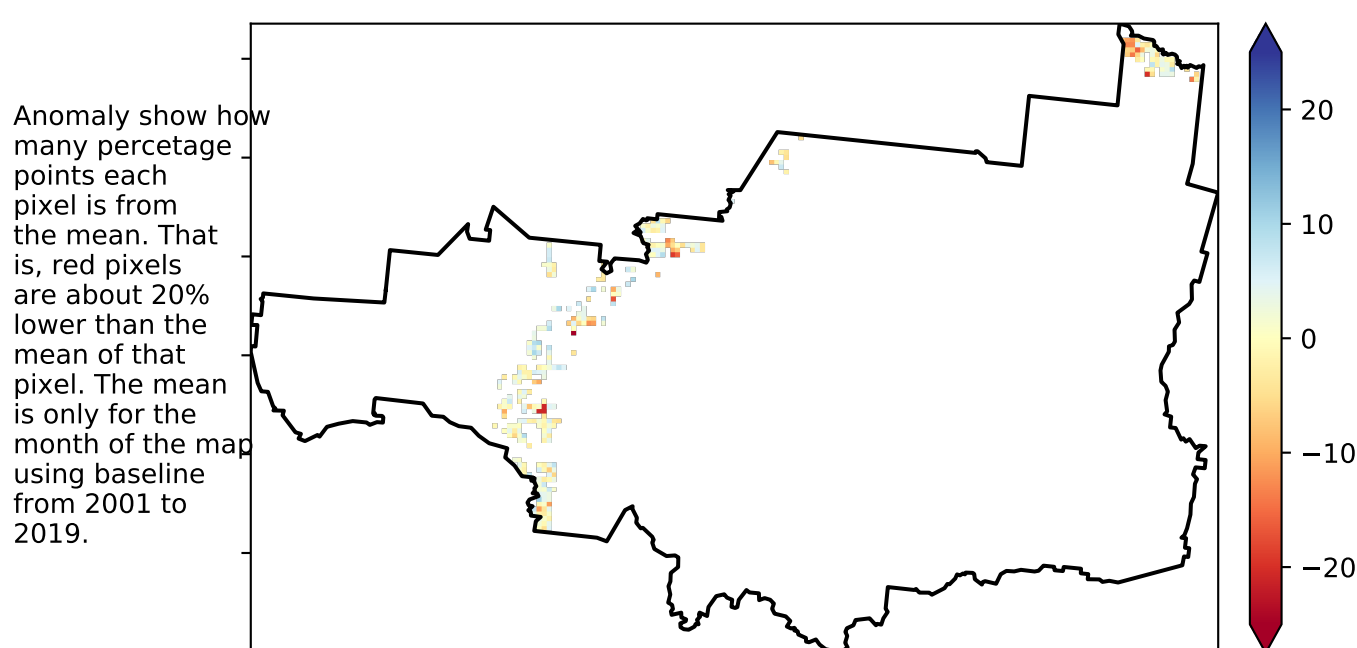 Anomaly show how
many percetage
points each
pixel is from
the mean. That
is, red pixels
are about 20%
lower than the
mean of that
pixel. The mean
is only for the
month of the map
using baseline
from 2001 to
2019.
20
10
0
−10
−20